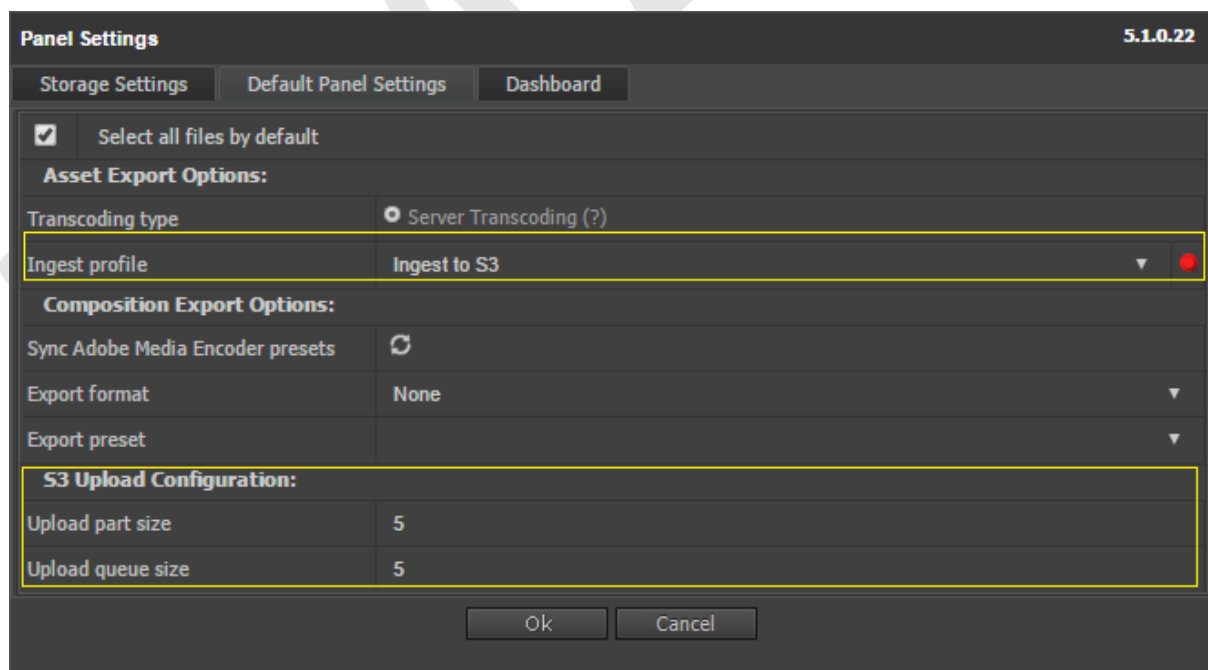 Panel Settings 5.1.0.22
Storage Settings Default Panel Settings Dashboard
Select all files by default
Asset Export Options:
Transcoding type Server Transcoding (?)
Ingest profile Ingest to S3
Composition Export Options:
Sync Adobe Media Encoder presets
Export format None
Export preset
S3 Upload Configuration:
Upload part size 5
Upload queue size 5
Ok Cancel